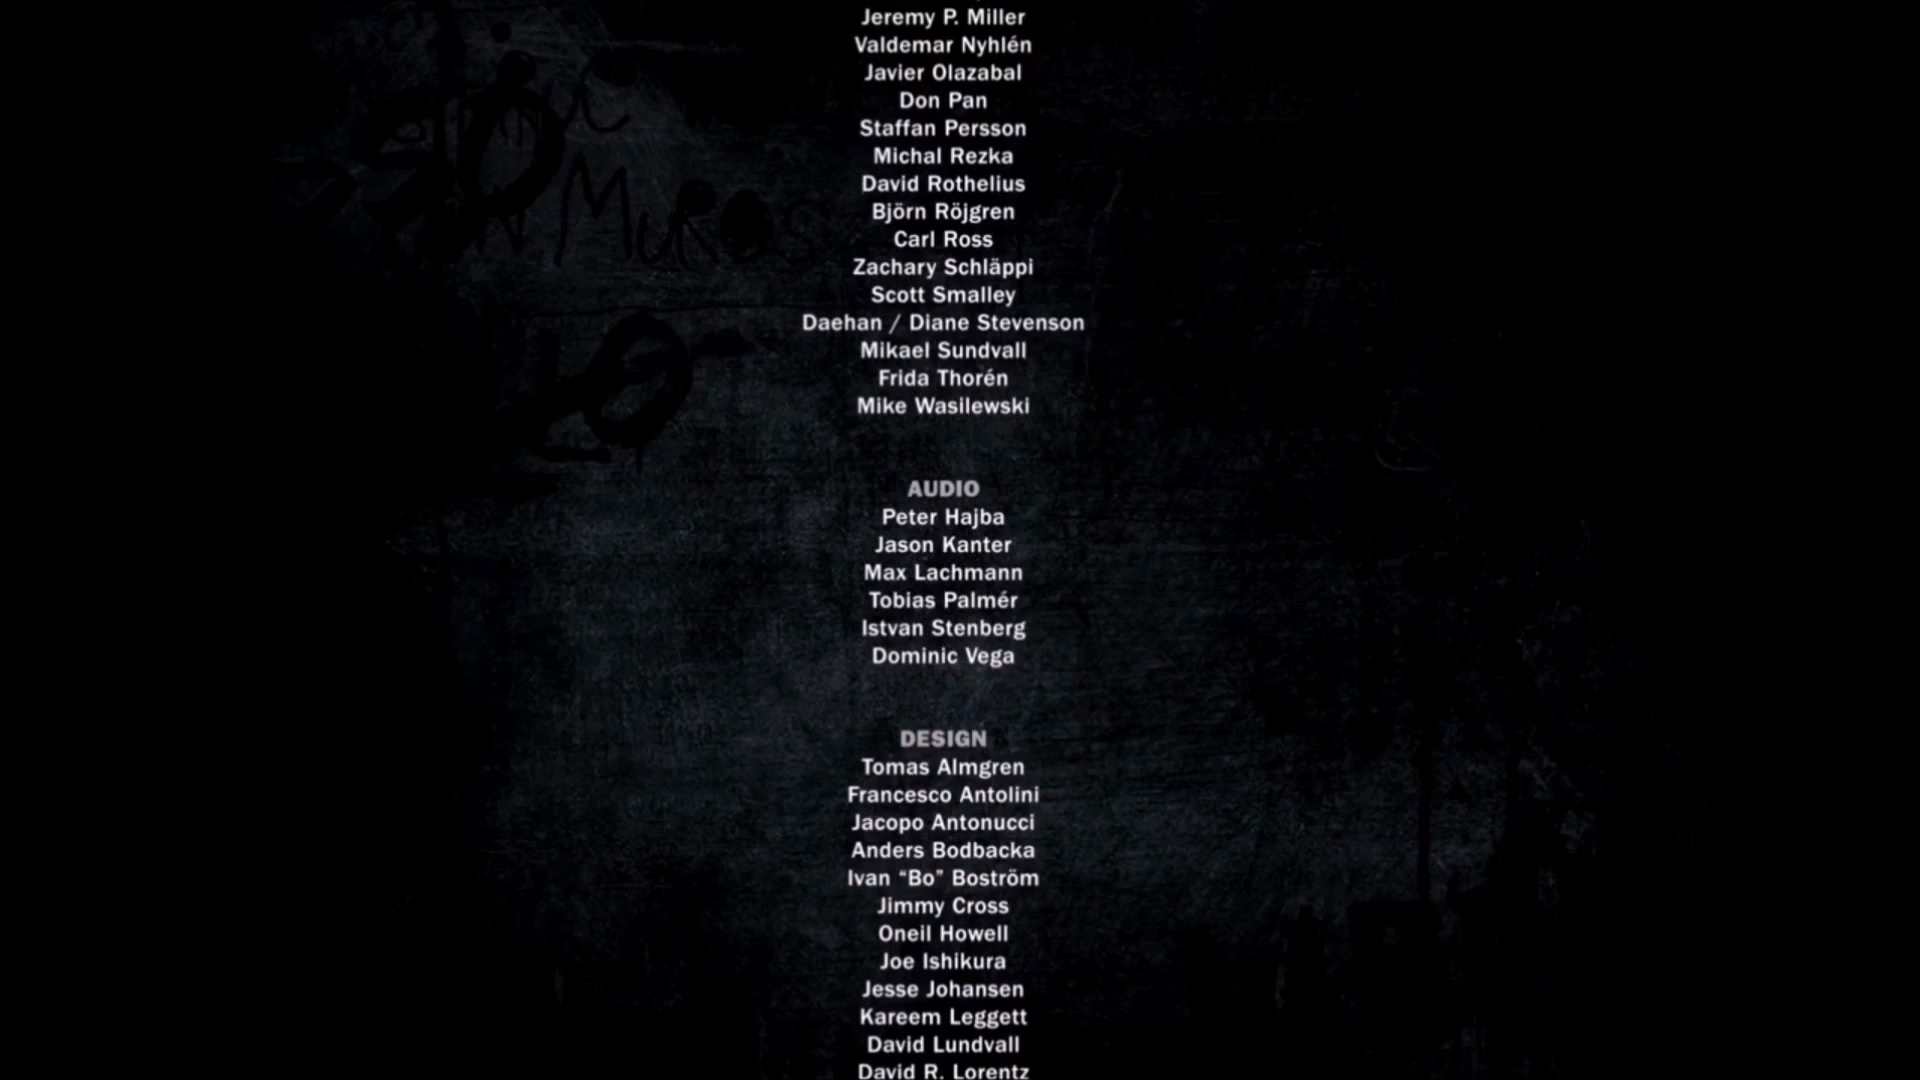 Jeremy P. Miller
Valdemar Nyhlén
Javier Olazabal
Don Pan
Staffan Persson
Michal Rezka
David Rothelius
Björn Röjgren
Carl Ross
Zachary Schläppi
Scott Smalley
Daehan / Diane Stevenson
Mikael Sundvall
Frida Thorén
Mike Wasilewski
AUDIO
Peter Hajba
Jason Kanter
Max Lachmann
Tobias Palmér
Istvan Stenberg
Dominic Vega
DESIGN
Tomas Almgren
Francesco Antolini
Jacopo Antonucci
Anders Bodbacka
Ivan “Bo” Boström
Jimmy Cross
Oneil Howell
Joe Ishikura
Jesse Johansen
Kareem Leggett
David Lundvall
David R. Lorentz